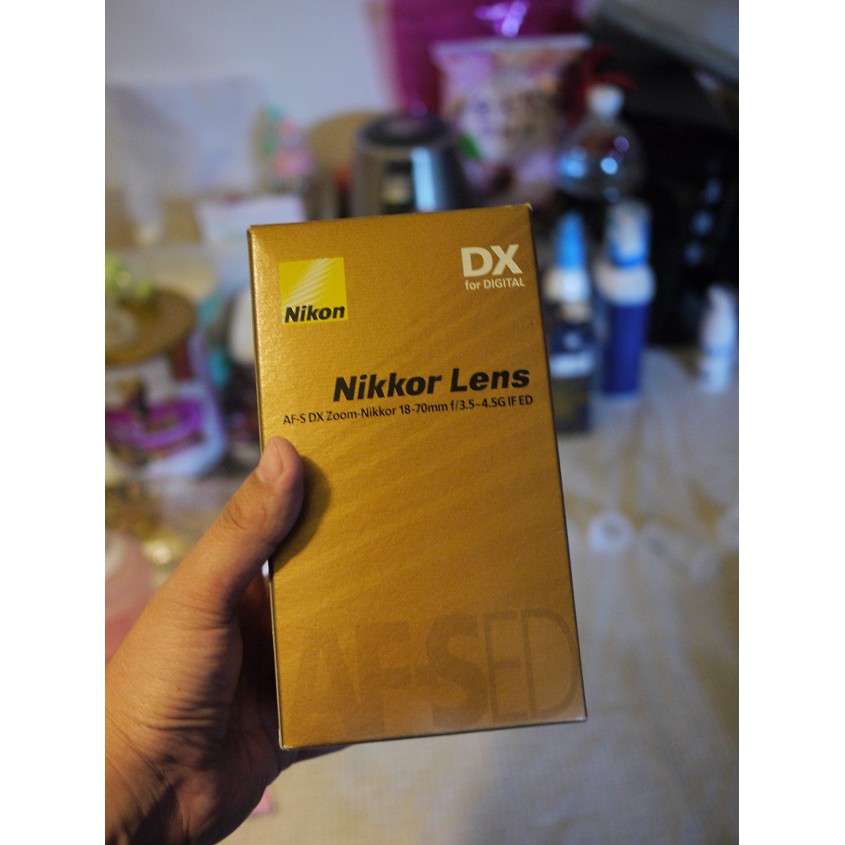 Nikon
DX
for DIGITAL
Nikkor Lens
AF-S DX Zoom-Nikkor 18-70mm f/3.5~4.5G IF ED
AF-S ED